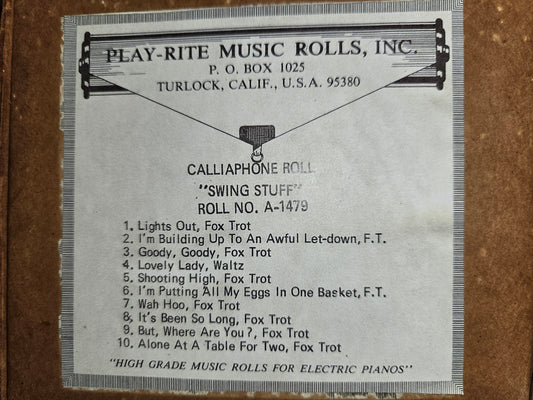 PLAY-RITE MUSIC ROLLS, INC.
P. O. BOX 1025
TURLOCK, CALIF., U.S.A. 95380
CALLIAPHONE ROLL
"SWING STUFF"
ROLL NO. A-1479
1. Lights Out, Fox Trot
2. I'm Building Up To An Awful Let-down, F.T.
3. Goody, Goody, Fox Trot
4. Lovely Lady, Waltz
5. Shooting High, Fox Trot
6. I'm Putting All My Eggs In One Basket, F.T.
7. Wah Hoo, Fox Trot
8. It's Been So Long, Fox Trot
9. But, Where Are You?, Fox Trot
10. Alone At A Table For Two, Fox Trot
"HIGH GRADE MUSIC ROLLS FOR ELECTRIC PIANOS"